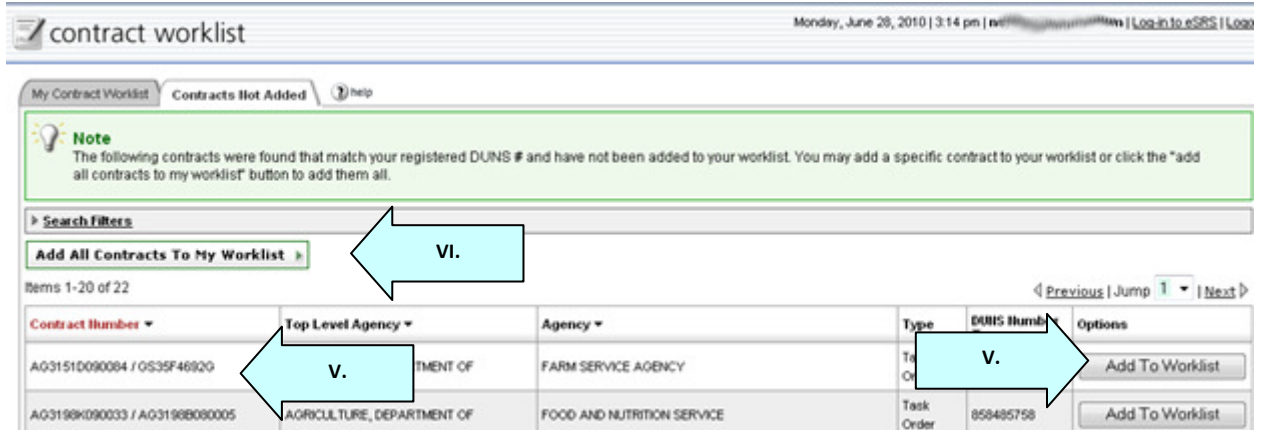 contract worklist
Monday, June 28, 2010 | 3:14 pm | | Log-in to eSRS | Logo
My Contract Worklist Contracts Not Added help
Note
The following contracts were found that match your registered DUNS # and have not been added to your worklist. You may add a specific contract to your worklist or click the "add
all contracts to my worklist" button to add them all.
Search Filters
Add All Contracts To My Worklist
VI.
Items 1-20 of 22
Previous | Jump 1 | Next
Contract Number Top Level Agency Agency Type DUNS Number Options
AG3151D090084 / GS35F4692G V. TMENT OF FARM SERVICE AGENCY V. Add To Worklist
AG3198K090033 / AG3198B080005 AGRICULTURE, DEPARTMENT OF FOOD AND NUTRITION SERVICE Task
Order 858485758 Add To Worklist